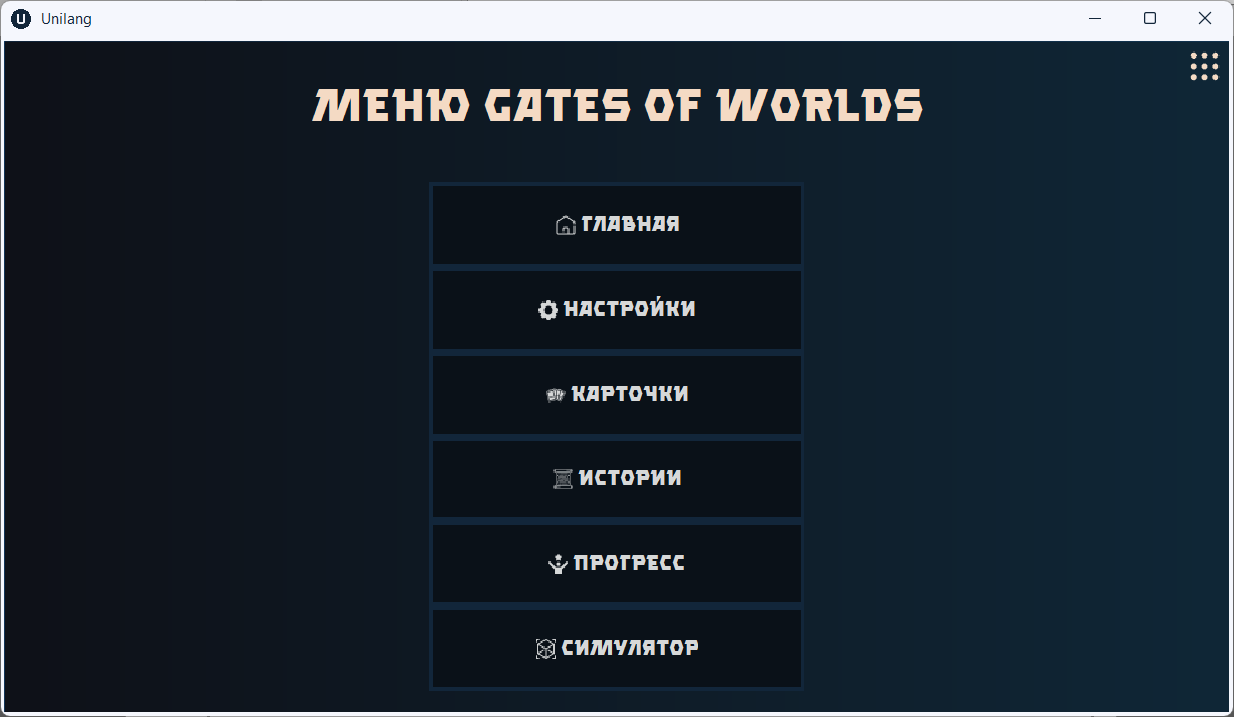 Unilang
МЕНЮ GATES OF WORLDS
ГЛАВНАЯ
НАСТРОЙКИ
КАРТОЧКИ
ИСТОРИИ
ПРОГРЕСС
СИМУЛЯТОР